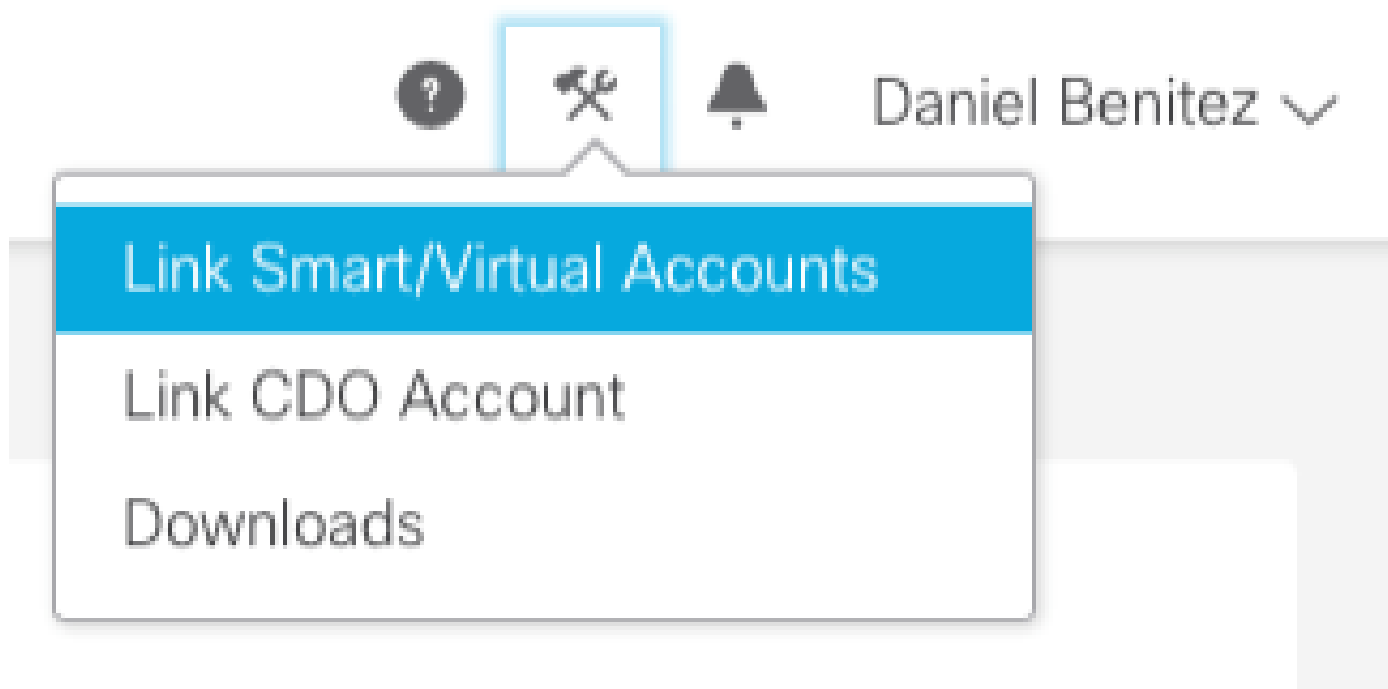 ?
Daniel Benitez
Link Smart/Virtual Accounts
Link CDO Account
Downloads